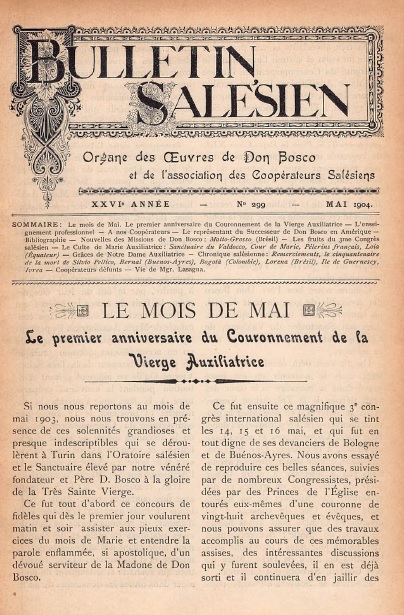 BULLETIN
SALÉSIEN
Organe des Œuvres de Don Bosco
et de l'association des Coopérateurs Salésiens
XXVIe ANNÉE — No 299 — MAI 1904.
SOMMAIRE: Le mois de Mai. Le premier anniversaire du Couronnement de la Vierge Auxiliatrice — L'ensei-
gnement professionnel — A nos Coopérateurs — Le représentant du Successeur de Don Bosco en Amérique —
Bibliographie — Nouvelles des Missions de Don Bosco: Matto-Grosso (Brésil) — Les fruits du 3me Congrès
salésien — Le Culte de Marie Auxiliatrice: Sanctuaire du Valdocco, Cour de Marie, Pèlerins français, Loïa
(Équateur) — Grâces de Notre Dame Auxiliatrice — Chronique salésienne: Remerciements, le cinquantenaire
de la mort de Silvio Pellico, Bernal (Buénos-Ayres), Bogotà (Colombie), Lorena (Brésil), Ile de Guernesey,
Ivrea — Coopérateurs défunts — Vie de Mgr. Lasagna.
LE MOIS DE MAI
Le premier anniversaire du Couronnement de la
Vierge Auxiliatrice
Si nous nous reportons au mois de
mai 1903, nous nous trouvons en pré-
sence de ces solennités grandioses et
presque indescriptibles qui se dérou-
lèrent à Turin dans l'Oratoire salésien
et le Sanctuaire élevé par notre vénéré
fondateur et Père D. Bosco à la gloire
de la Très Sainte Vierge.
Ce fut tout d'abord ce concours de
fidèles qui dès le premier jour voulurent
matin et soir assister aux pieux exer-
cices du mois de Marie et entendre la
parole enflammée, si apostolique, d'un
dévoué serviteur de la Madone de Don
Bosco.
Ce fut ensuite ce magnifique 3e con-
grès international salésien qui se tint
les 14, 15 et 16 mai, et qui fut en
tout digne de ses devanciers de Bologne
et de Buénos-Ayres. Nous avons essayé
de reproduire ces belles séances, suivies
par de nombreux Congressistes, prési-
dées par des Princes de l'Église en-
tourés eux-mêmes d'une couronne de
vingt-huit archevêques et évêques, et
nous pouvons assurer que des travaux
accomplis au cours de ces mémorables
assises, des intéressantes discussions
qui y furent soulevées, il en est déjà
sorti et il continuera d'en jaillir des